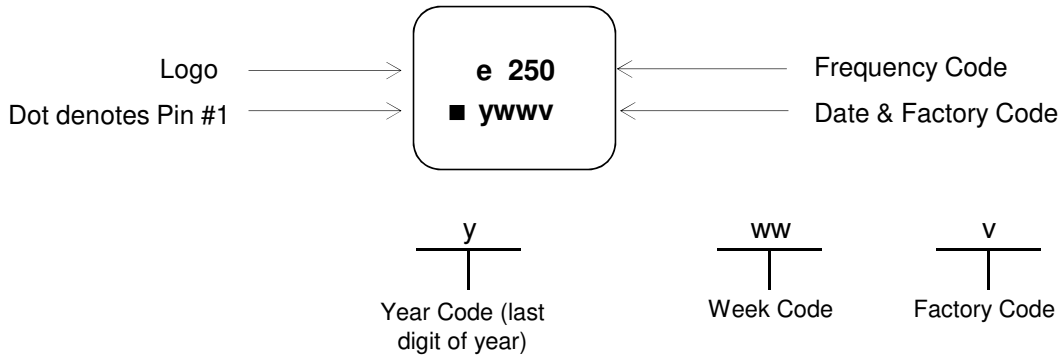 Logo
e 250
Frequency Code
Dot denotes Pin #1
■ ywwv
Date & Factory Code
y
ww
v
Year Code (last
digit of year)
Week Code
Factory Code